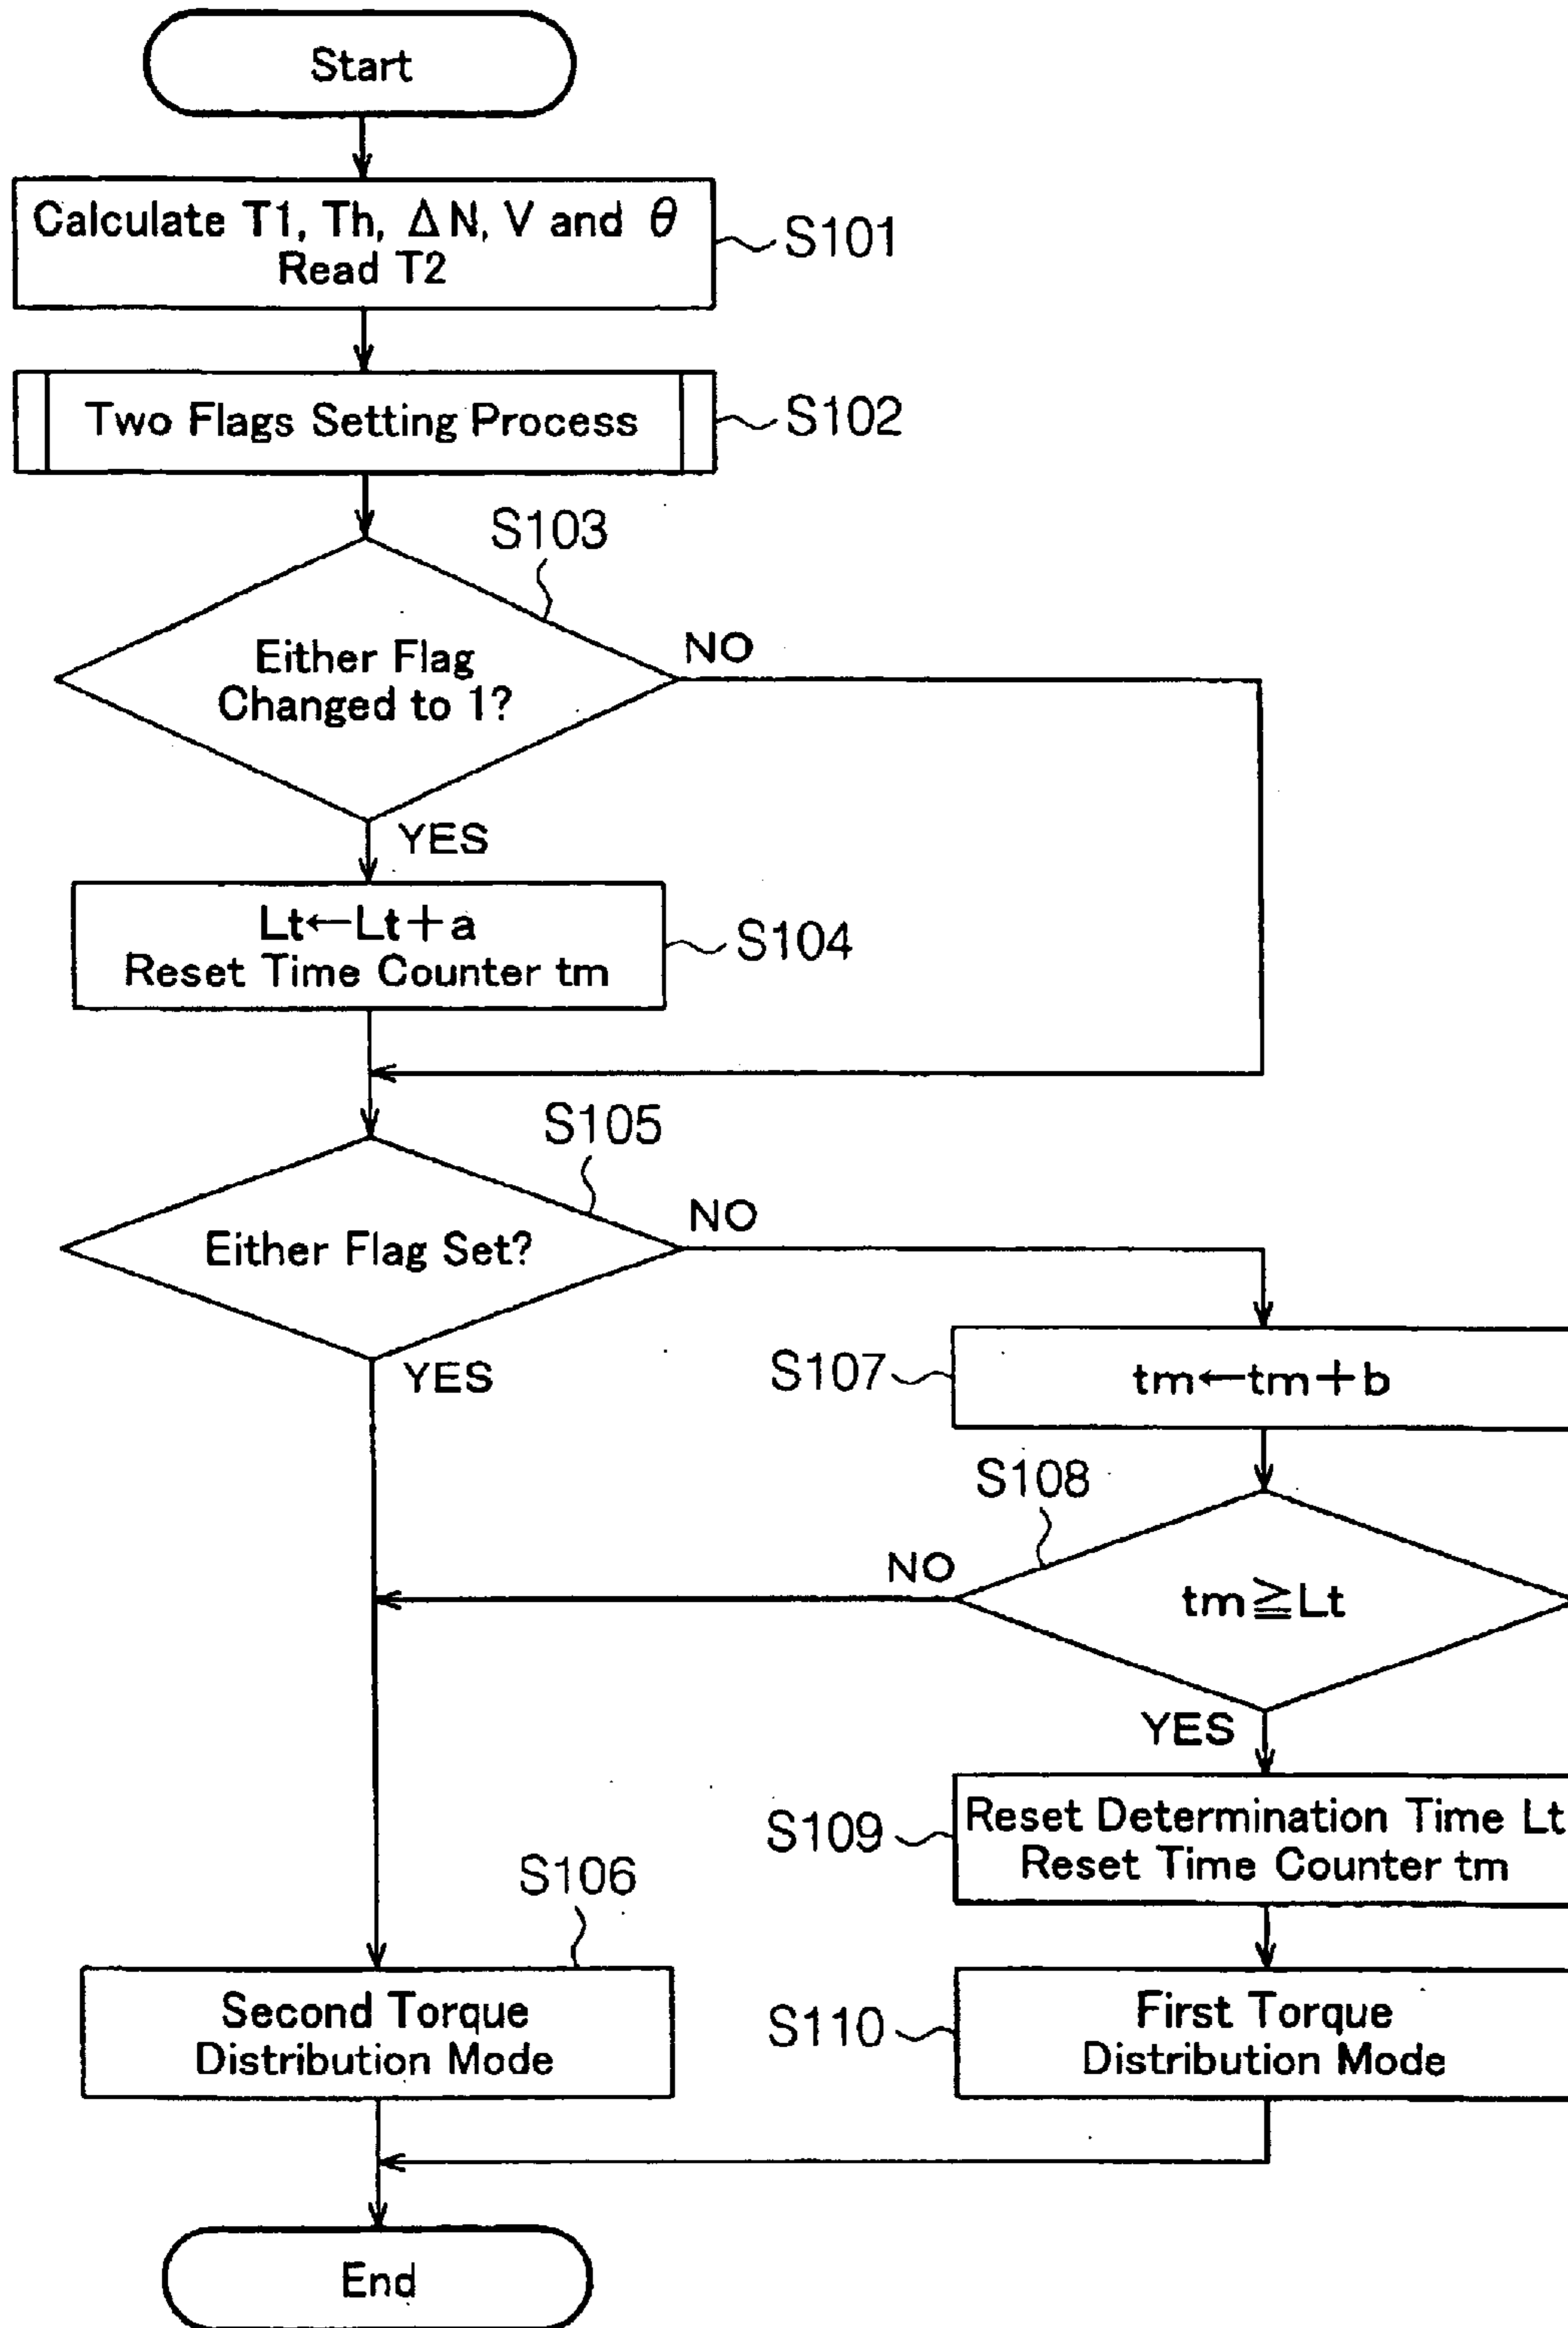 Start
Calculate T1, Th, ΔN, V and θ
Read T2
S101
Two Flags Setting Process
S102
S103
Either Flag
Changed to 1?
NO
YES
Lt←Lt+a
Reset Time Counter tm
S104
S105
Either Flag Set?
NO
YES
S107
tm←tm+b
S108
NO
tm≧Lt
YES
S109
Reset Determination Time Lt
Reset Time Counter tm
S106
Second Torque
Distribution Mode
S110
First Torque
Distribution Mode
End